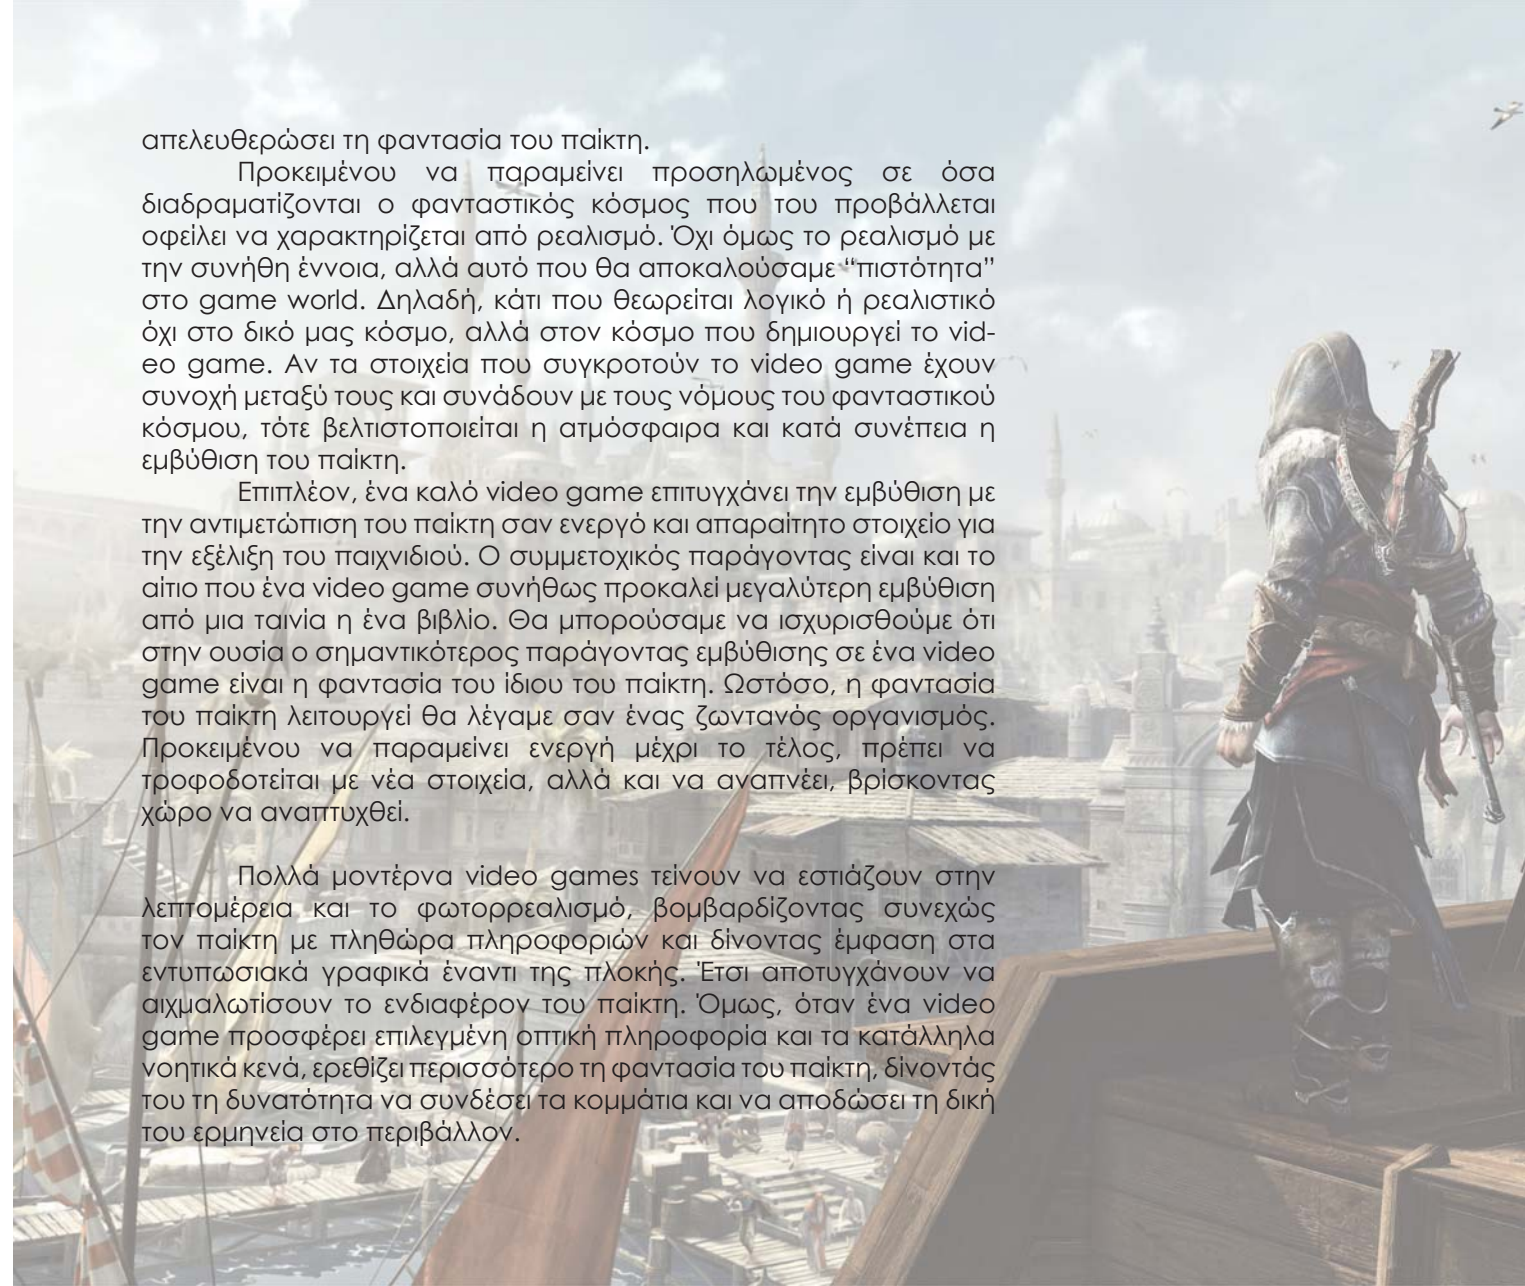 απελευθερώσει τη φαντασία του παίκτη.
Προκειμένου να παραμείνει προσηλωμένος σε όσα
διαδραματίζονται ο φανταστικός κόσμος που του προβάλλεται
οφείλει να χαρακτηρίζεται από ρεαλισμό. Όχι όμως το ρεαλισμό με
την συνήθη έννοια, αλλά αυτό που θα αποκαλούσαμε “πιστότητα”
στο game world. Δηλαδή, κάτι που θεωρείται λογικό ή ρεαλιστικό
όχι στο δικό μας κόσμο, αλλά στον κόσμο που δημιουργεί το vid-
eo game. Αν τα στοιχεία που συγκροτούν το video game έχουν
συνοχή μεταξύ τους και συνάδουν με τους νόμους του φανταστικού
κόσμου, τότε βελτιστοποιείται η ατμόσφαιρα και κατά συνέπεια η
εμβύθιση του παίκτη.
Επιπλέον, ένα καλό video game επιτυγχάνει την εμβύθιση με
την αντιμετώπιση του παίκτη σαν ενεργό και απαραίτητο στοιχείο για
την εξέλιξη του παιχνιδιού. Ο συμμετοχικός παράγοντας είναι και το
αίτιο που ένα video game συνήθως προκαλεί μεγαλύτερη εμβύθιση
από μια ταινία η ένα βιβλίο. Θα μπορούσαμε να ισχυρισθούμε ότι
στην ουσία ο σημαντικότερος παράγοντας εμβύθισης σε ένα video
game είναι η φαντασία του ίδιου του παίκτη. Ωστόσο, η φαντασία
του παίκτη λειτουργεί θα λέγαμε σαν ένας ζωντανός οργανισμός.
Προκειμένου να παραμείνει ενεργή μέχρι το τέλος, πρέπει να
τροφοδοτείται με νέα στοιχεία, αλλά και να αναπνέει, βρίσκοντας
χώρο να αναπτυχθεί.
Πολλά μοντέρνα video games τείνουν να εστιάζουν στην
λεπτομέρεια και το φωτορρεαλισμό, βομβαρδίζοντας συνεχώς
τον παίκτη με πληθώρα πληροφοριών και δίνοντας έμφαση στα
εντυπωσιακά γραφικά έναντι της πλοκής. Έτσι αποτυγχάνουν να
αιχμαλωτίσουν το ενδιαφέρον του παίκτη. Όμως, όταν ένα video
game προσφέρει επιλεγμένη οπτική πληροφορία και τα κατάλληλα
νοητικά κενά, ερεθίζει περισσότερο τη φαντασία του παίκτη, δίνοντάς
του τη δυνατότητα να συνδέσει τα κομμάτια και να αποδώσει τη δική
του ερμηνεία στο περιβάλλον.